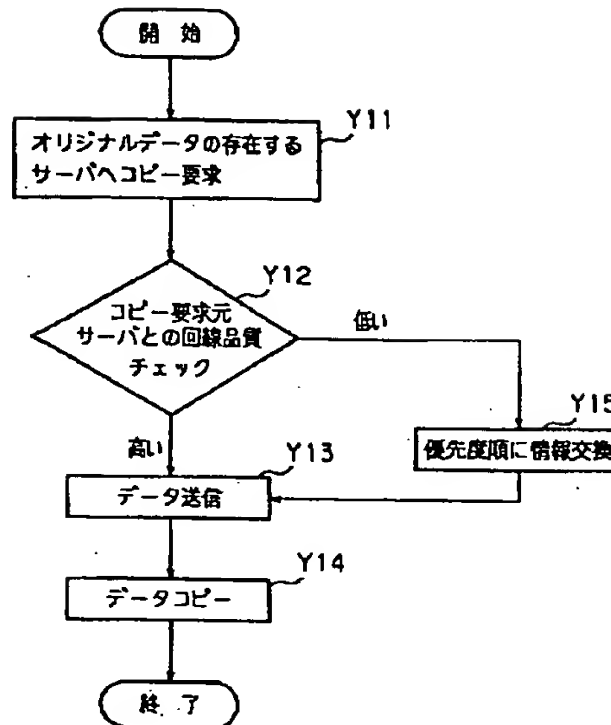 開 始
Y11
オリジナルデータの存在する
サーバへコピー要求
Y12
コピー要求元
サーバとの回線品質
チェック
低い
Y15
優先度順に情報交換
高い
Y13
データ送信
Y14
データコピー
終 了